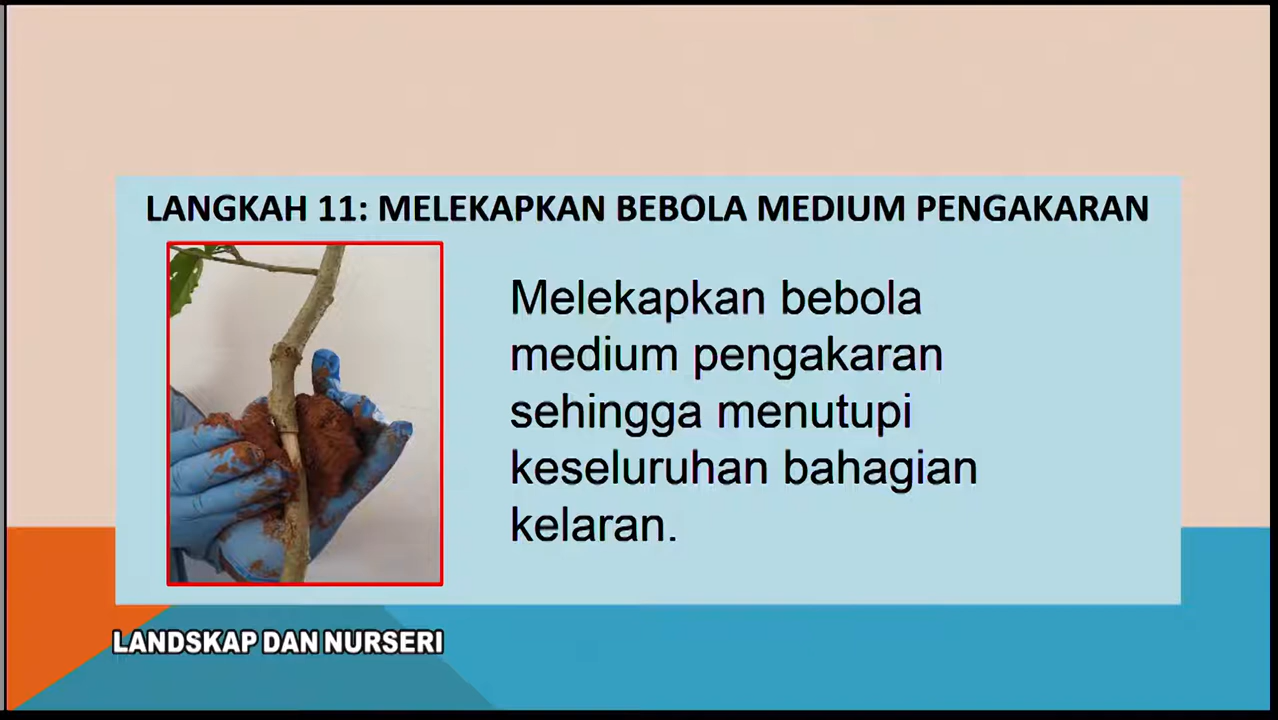 LANGKAH 11: MELEKAPKAN BEBOLA MEDIUM PENGAKARAN
Melekapkan bebola
medium pengakaran
sehingga menutupi
keseluruhan bahagian
kelaran.
LANDSKAP DAN NURSERI